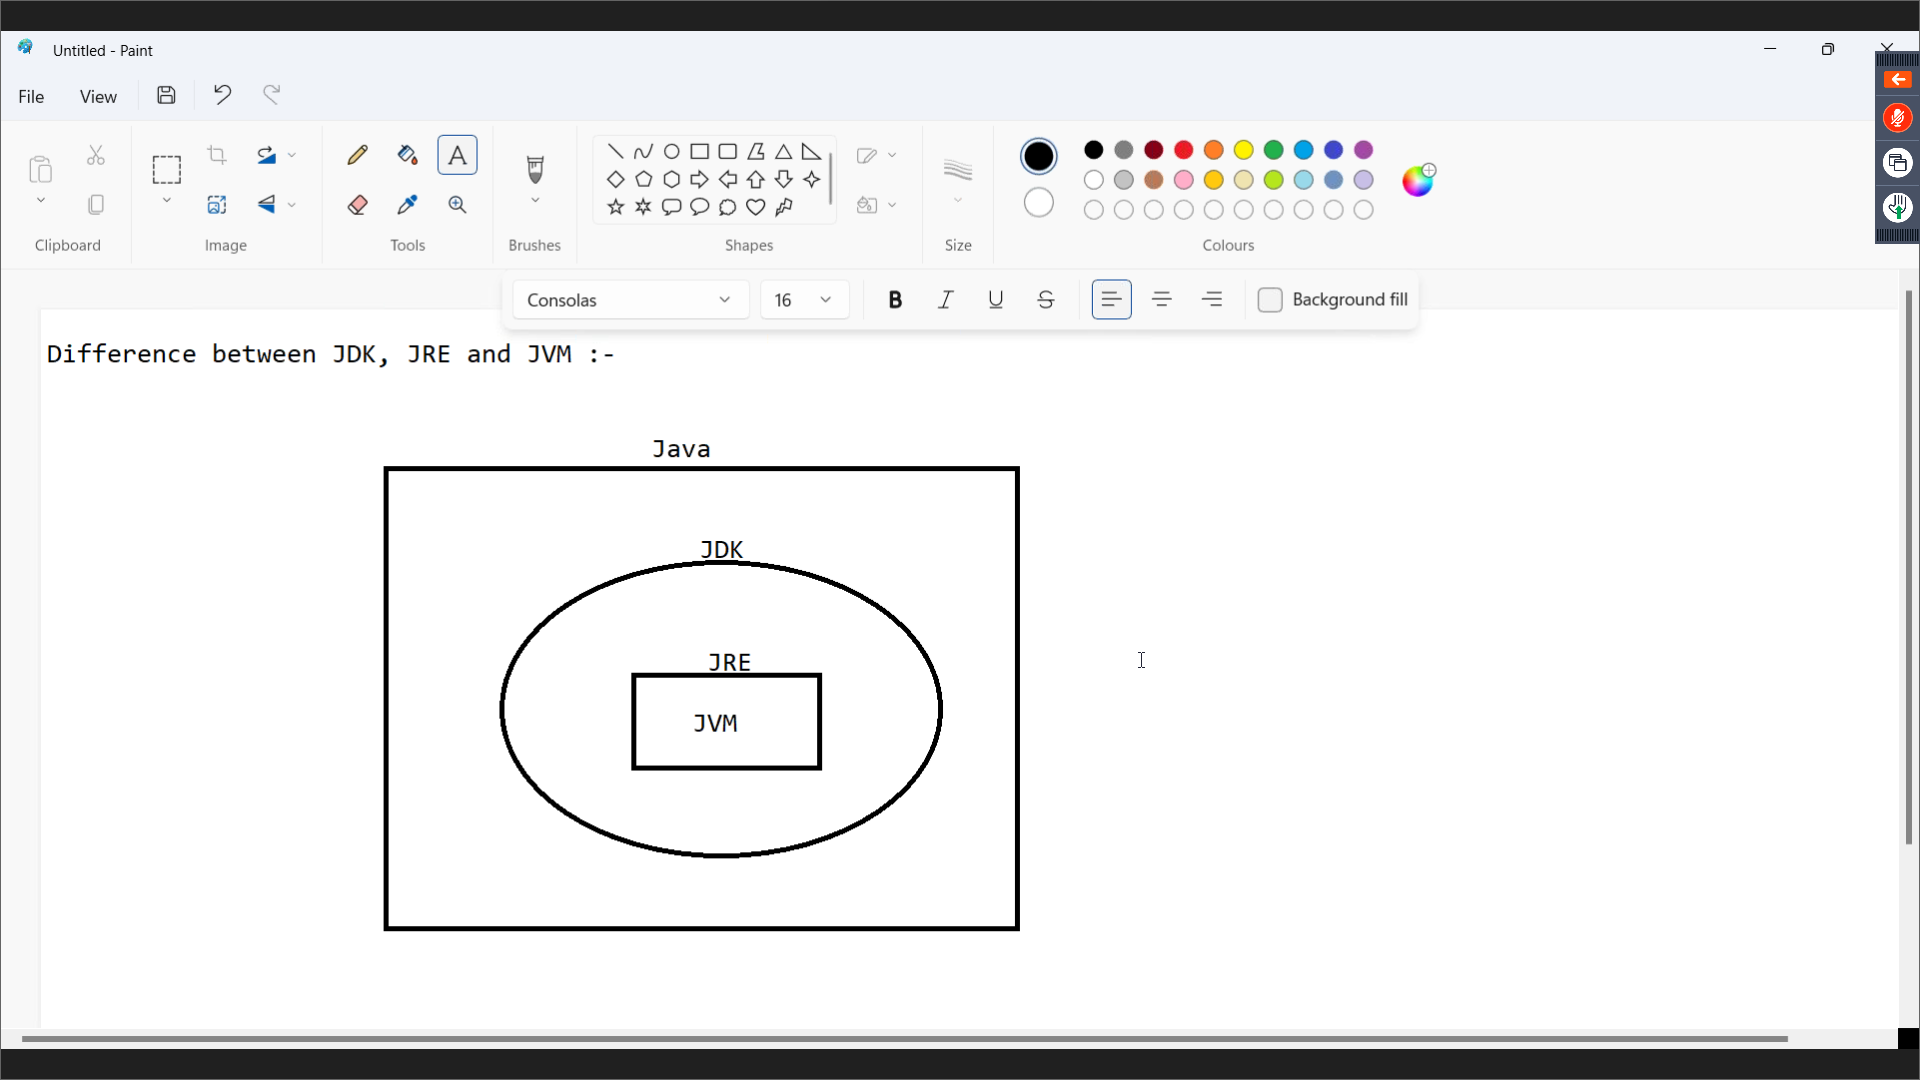 Untitled - Paint
File View
Clipboard Image Tools Brushes Shapes Size Colours
Consolas 16 B I U S Background fill
Difference between JDK, JRE and JVM :-
Java
JDK
JRE
JVM